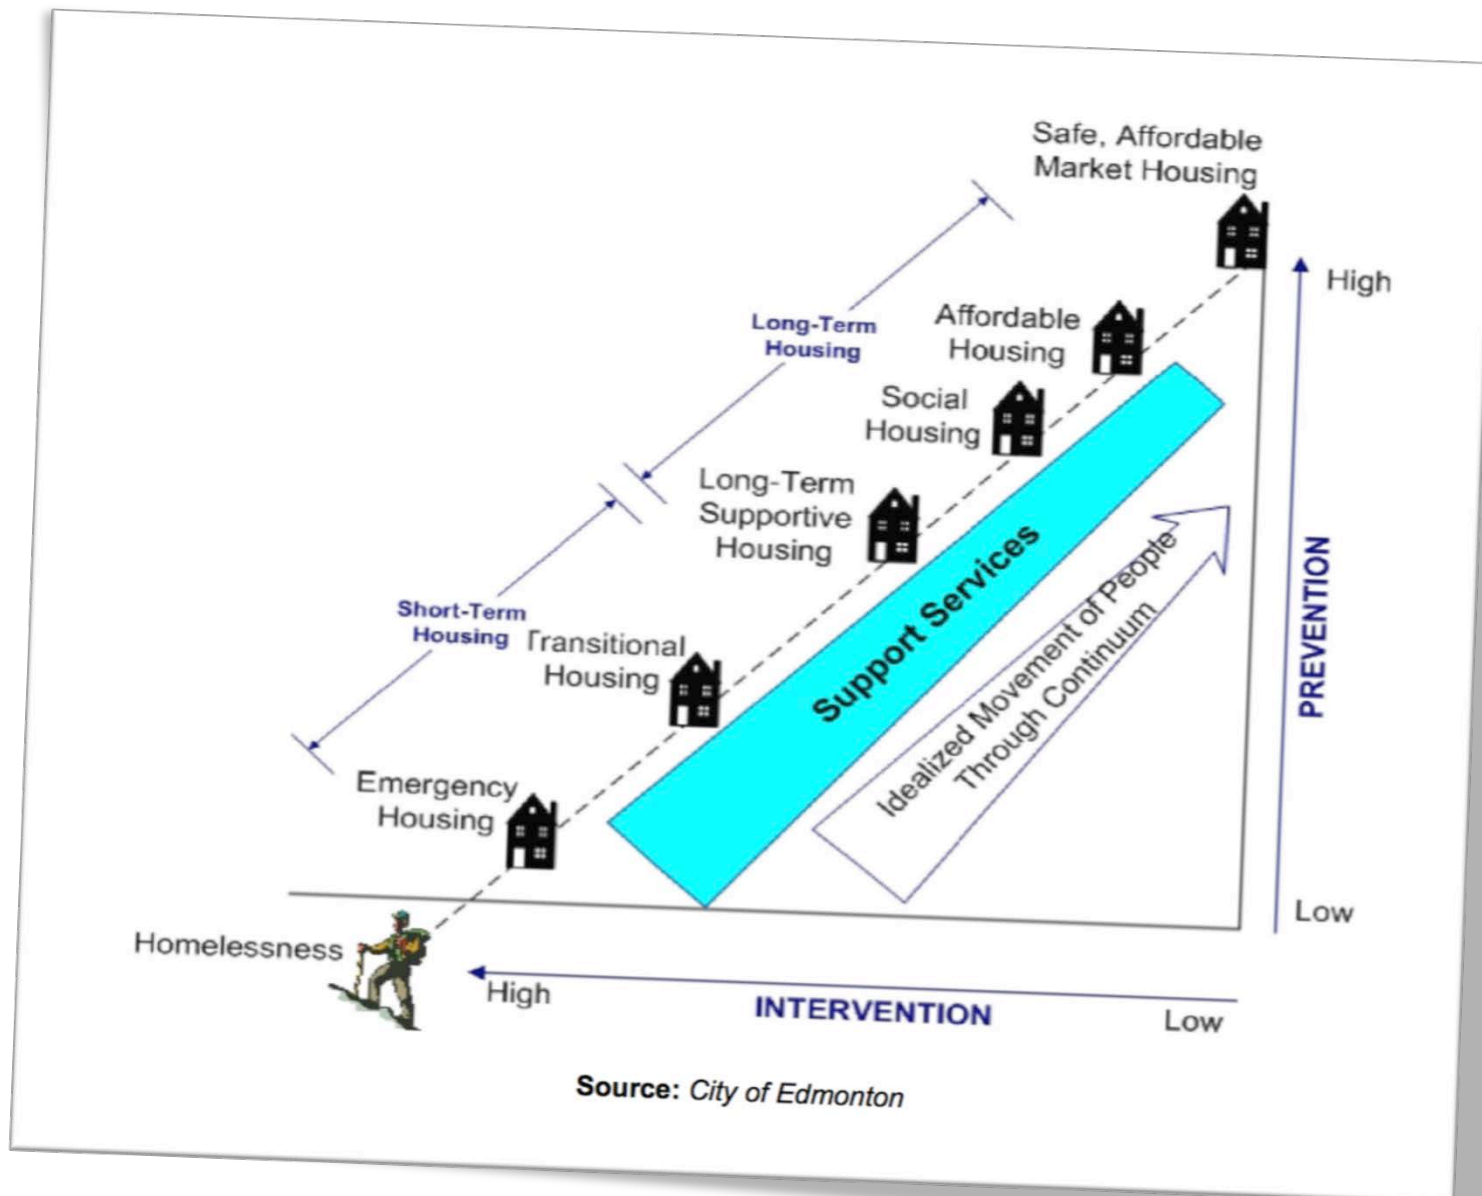 Safe, Affordable
Market Housing
High
Affordable
Housing
Long-Term
Housing
Social
Housing
Long-Term
Supportive
Housing
Support Services
PREVENTION
Idealized Movement of People
Through Continuum
Short-Term
Housing
Transitional
Housing
Emergency
Housing
Low
Homelessness
High
INTERVENTION
Low
Source: City of Edmonton